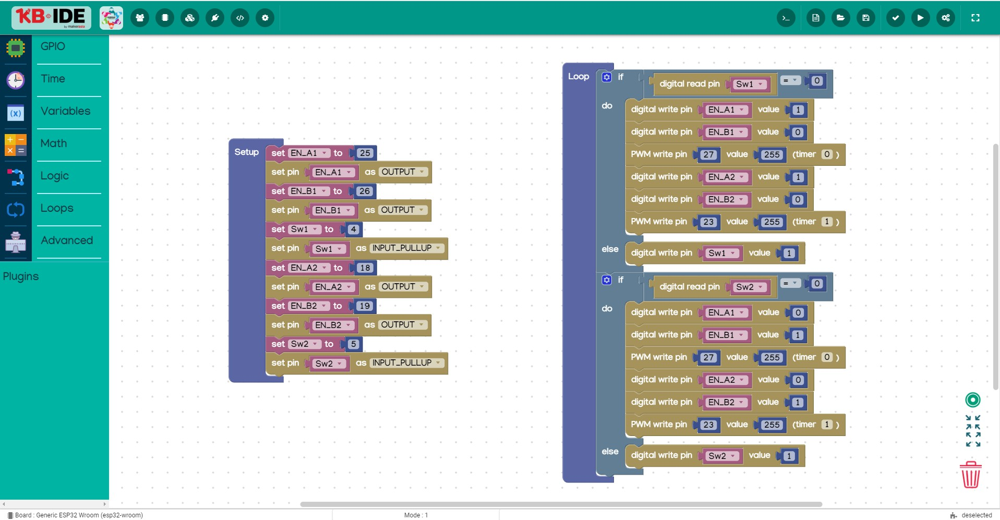 KB-IDE
by makerasia
GPIO
Time
Variables
Math
Logic
Loops
Advanced
Plugins
Setup
set EN_A1 to 25
set pin EN_A1 as OUTPUT
set EN_B1 to 26
set pin EN_B1 as OUTPUT
set Sw1 to 4
set pin Sw1 as INPUT_PULLUP
set EN_A2 to 18
set pin EN_A2 as OUTPUT
set EN_B2 to 19
set pin EN_B2 as OUTPUT
set Sw2 to 5
set pin Sw2 as INPUT_PULLUP
Loop if digital read pin Sw1 = 0
do digital write pin EN_A1 value 1
digital write pin EN_B1 value 0
PWM write pin 27 value 255 (timer 0 )
digital write pin EN_A2 value 1
digital write pin EN_B2 value 0
PWM write pin 23 value 255 (timer 1 )
else digital write pin Sw1 value 1
if digital read pin Sw2 = 0
do digital write pin EN_A1 value 0
digital write pin EN_B1 value 1
PWM write pin 27 value 255 (timer 0 )
digital write pin EN_A2 value 0
digital write pin EN_B2 value 1
PWM write pin 23 value 255 (timer 1 )
else digital write pin Sw2 value 1
Board : Generic ESP32 Wroom (esp32-wroom)
Mode : 1
deselected